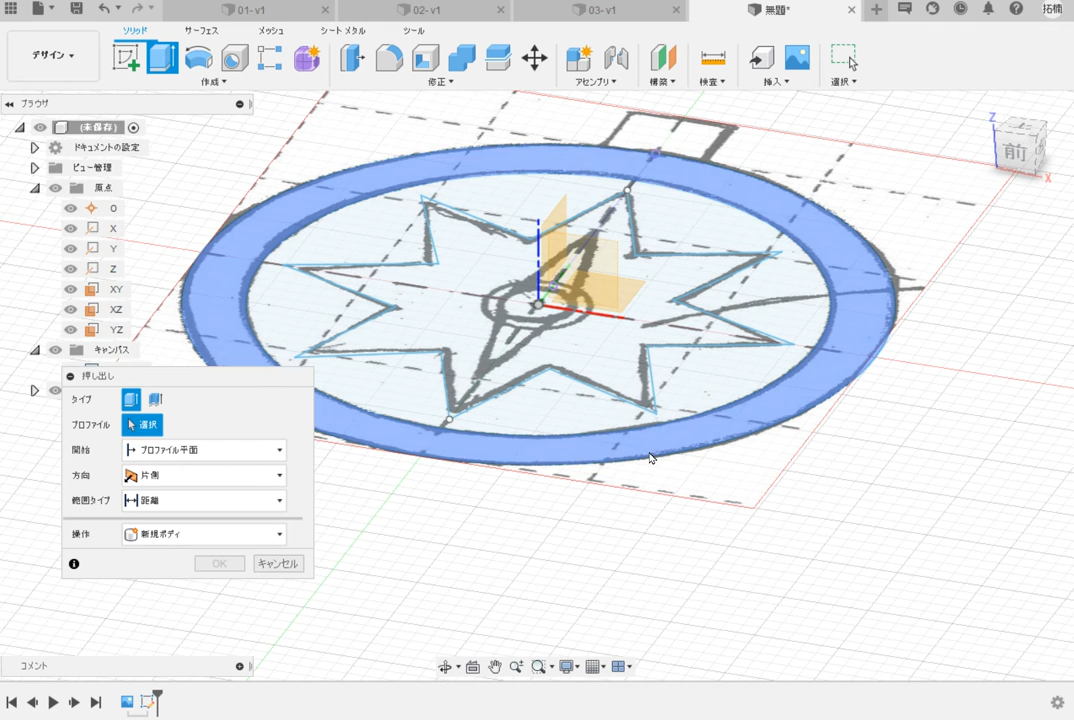 01- v1
02- v1
03- v1
無題*
拓楠
デザイン
ソリッド
サーフェス
メッシュ
シート メタル
ツール
作成
修正
アセンブリ
構築
検査
挿入
選択
ブラウザ
(未保存)
ドキュメントの設定
ビュー管理
原点
O
X
Y
Z
XY
XZ
YZ
キャンバス
Z
前
X
押し出し
タイプ
プロファイル
選択
開始
プロファイル平面
方向
片側
範囲タイプ
距離
操作
新規ボディ
OK
キャンセル
コメント